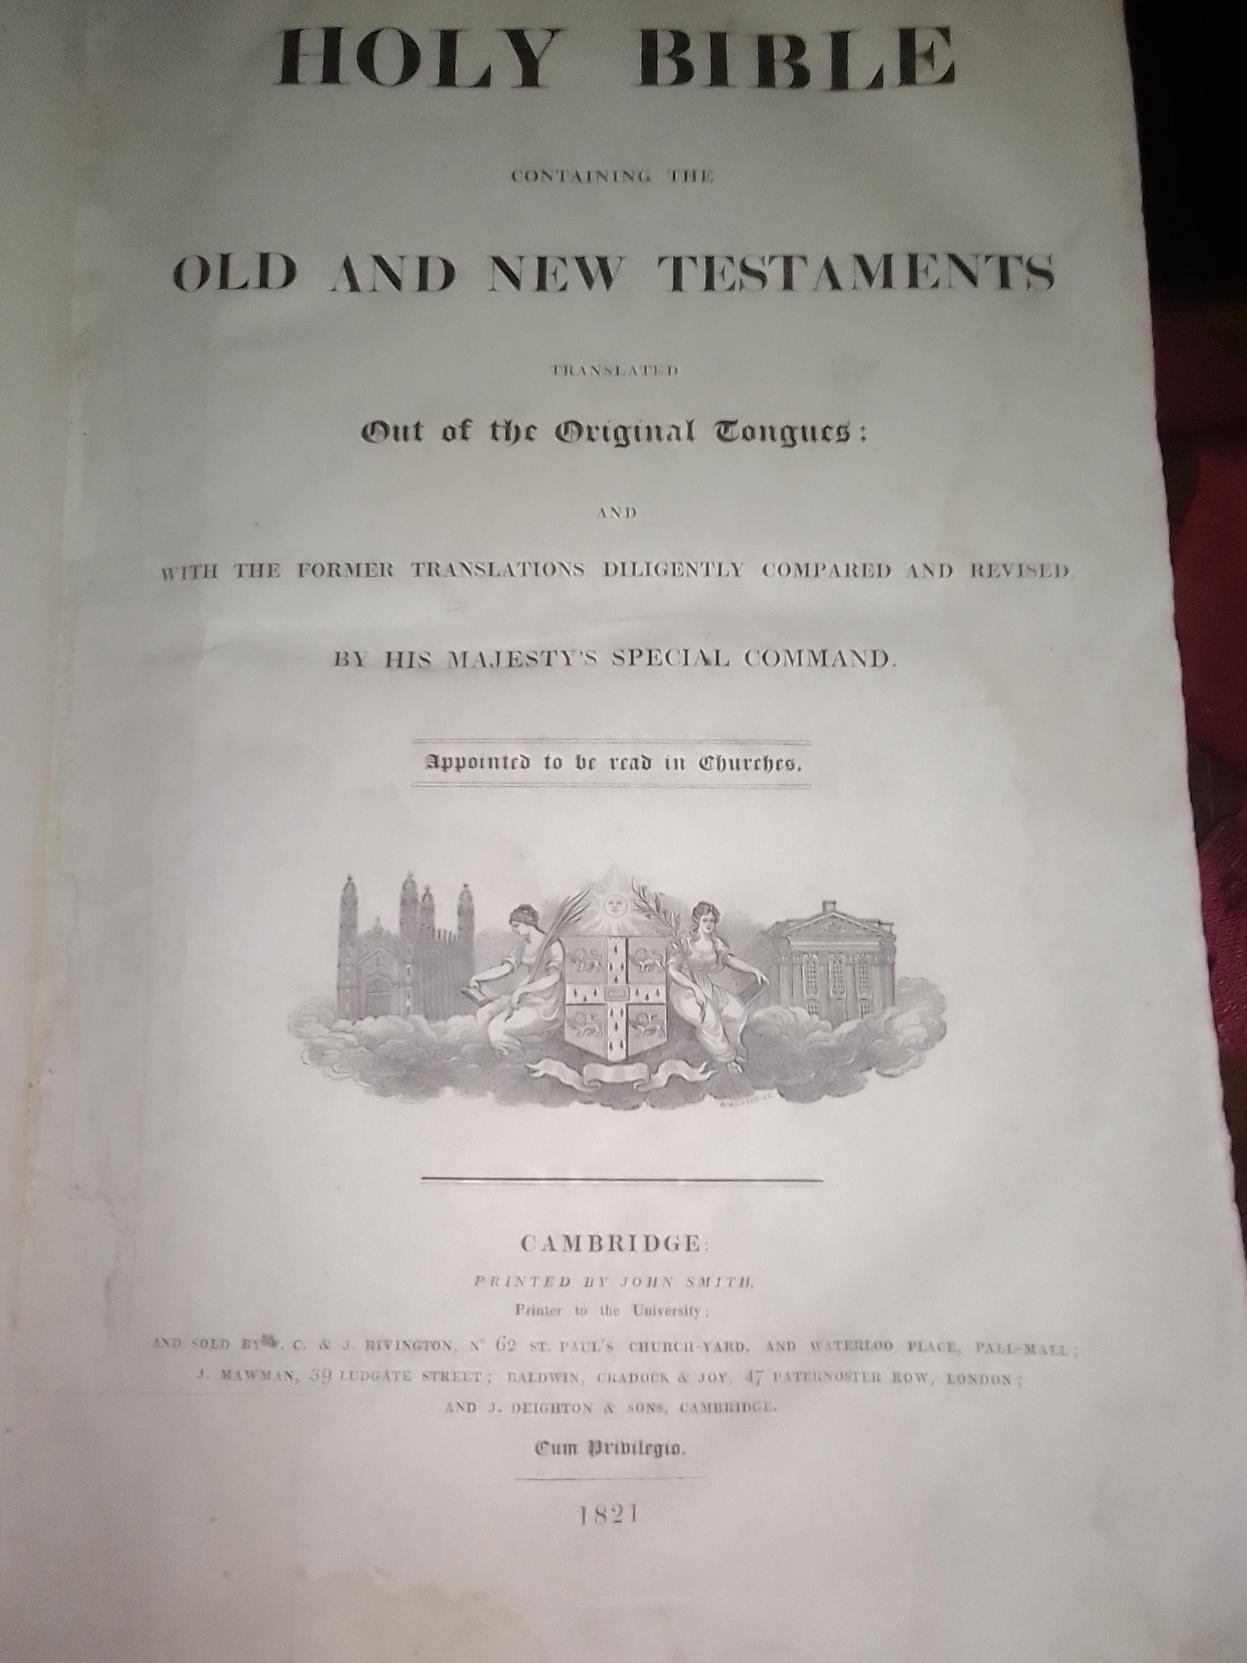 HOLY BIBLE
CONTAINING THE
OLD AND NEW TESTAMENTS
TRANSLATED
Out of the Original Tongues:
AND
WITH THE FORMER TRANSLATIONS DILIGENTLY COMPARED AND REVISED
BY HIS MAJESTY'S SPECIAL COMMAND.
Appointed to be read in Churches.
CAMBRIDGE:
PRINTED BY JOHN SMITH,
Printer to the University;
AND SOLD BY . C. & J. RIVINGTON, No 62 ST. PAUL'S CHURCH-YARD, AND WATERLOO PLACE, PALL-MALL;
J. MAWMAN, 39 LUDGATE STREET; BALDWIN, CRADOCK & JOY, 47 PATERNOSTER ROW, LONDON;
AND J. DEIGHTON & SONS, CAMBRIDGE.
Cum Privilegio.
1821